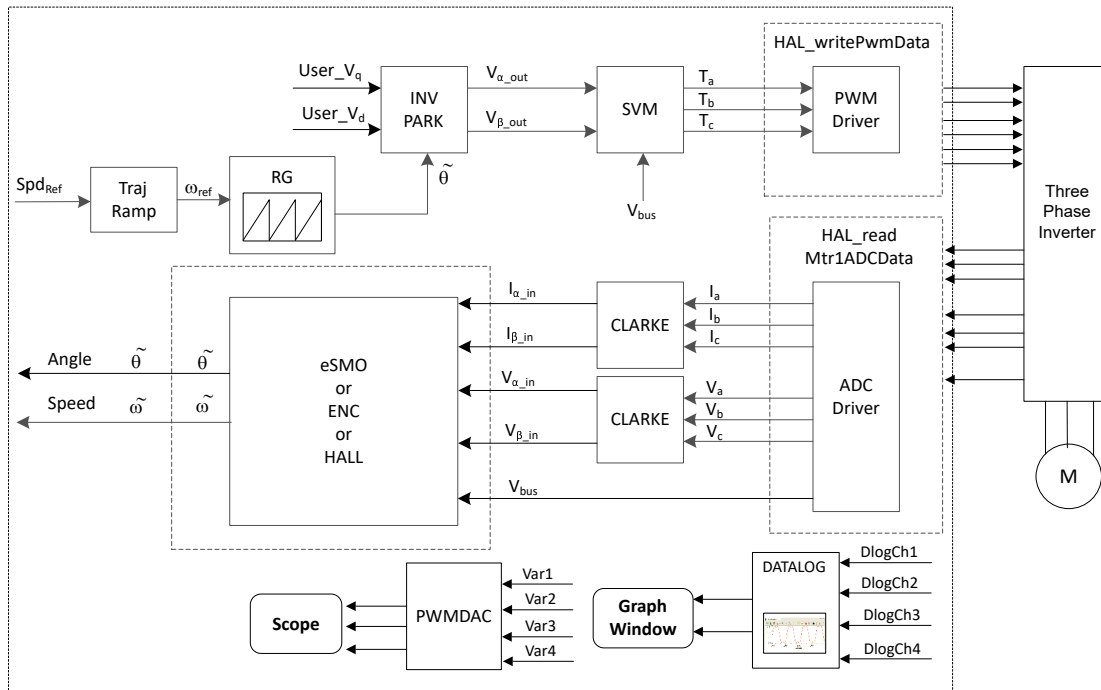 HAL_writePwmData
User_Vq
User_Vd
INV
PARK
Vα_out
Vβ_out
SVM
Ta
Tb
Tc
PWM
Driver
θ̃
Vbus
SpdRef
Traj
Ramp
ωref
RG
Three
Phase
Inverter
HAL_read
Mtr1ADCData
Iα_in
Iβ_in
CLARKE
Ia
Ib
Ic
Angle θ̃ θ̃
Speed ω̃ ω̃
eSMO
or
ENC
or
HALL
Vα_in
Vβ_in
CLARKE
Va
Vb
Vc
ADC
Driver
Vbus
M
Scope
PWMDAC
Var1
Var2
Var3
Var4
Graph
Window
DATALOG
DlogCh1
DlogCh2
DlogCh3
DlogCh4